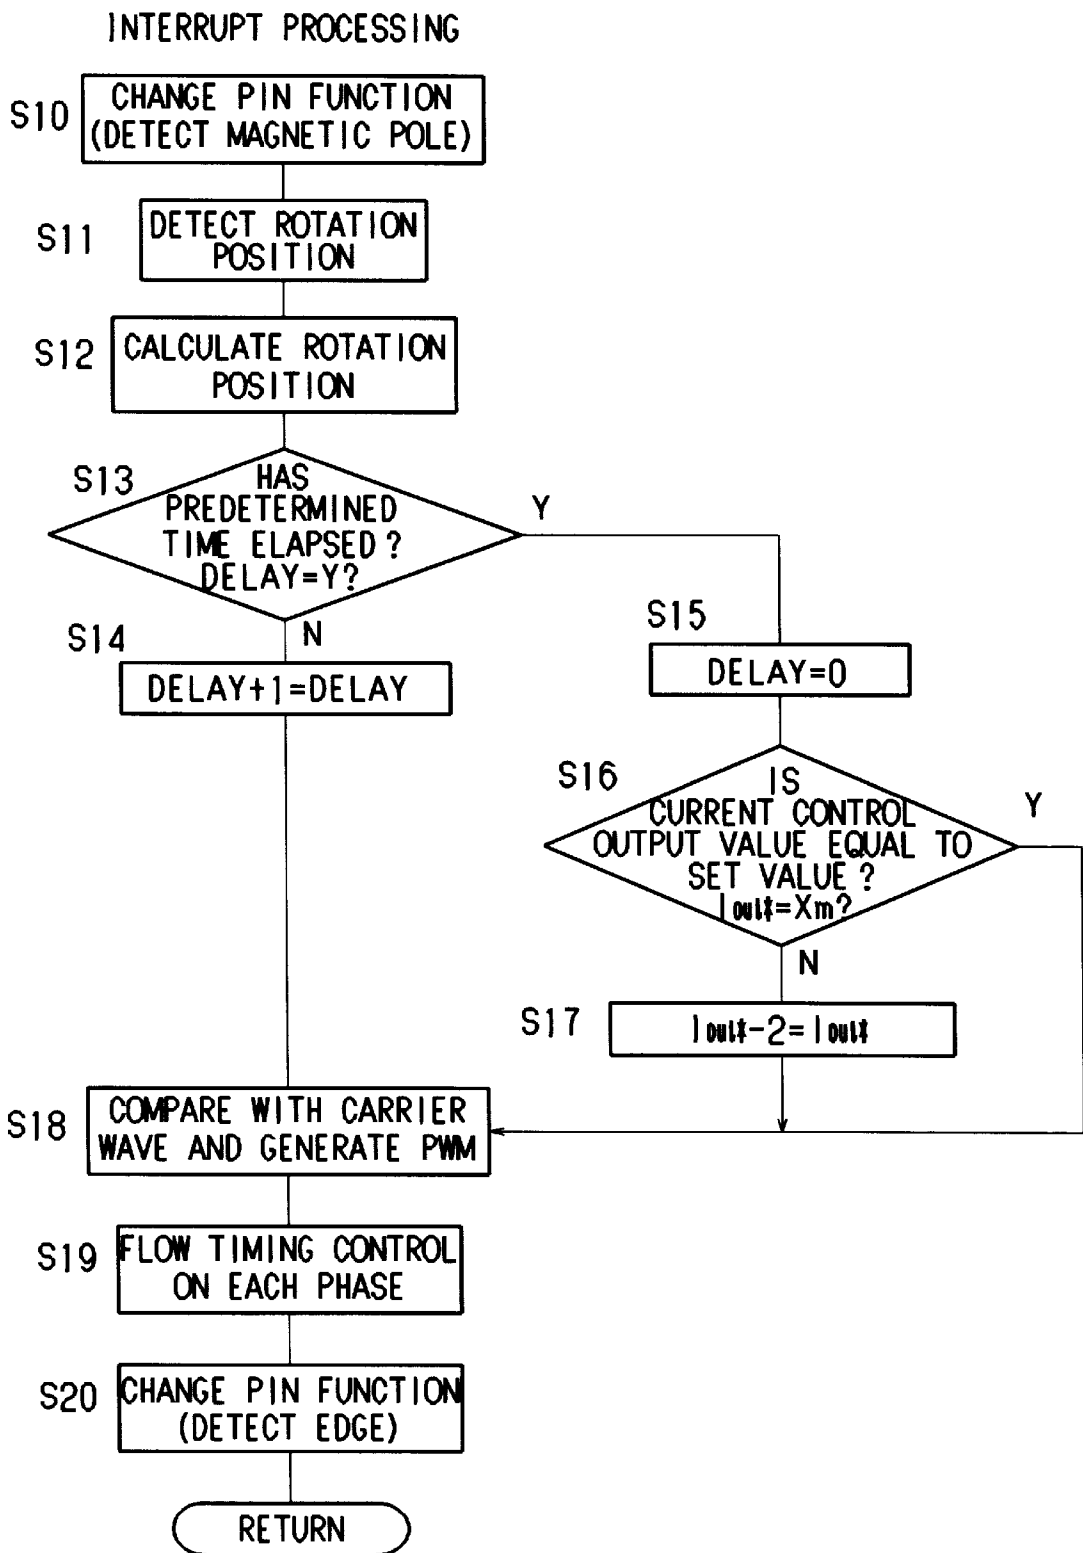 INTERRUPT PROCESSING
S10
CHANGE PIN FUNCTION
(DETECT MAGNETIC POLE)
S11
DETECT ROTATION
POSITION
S12
CALCULATE ROTATION
POSITION
S13
HAS
PREDETERMINED
TIME ELAPSED?
DELAY=Y?
Y
N
S14
DELAY+1=DELAY
S15
DELAY=0
S16
IS
CURRENT CONTROL
OUTPUT VALUE EQUAL TO
SET VALUE?
Iout*=Xm?
Y
N
S17
Iout*-2=Iout*
S18
COMPARE WITH CARRIER
WAVE AND GENERATE PWM
S19
FLOW TIMING CONTROL
ON EACH PHASE
S20
CHANGE PIN FUNCTION
(DETECT EDGE)
RETURN